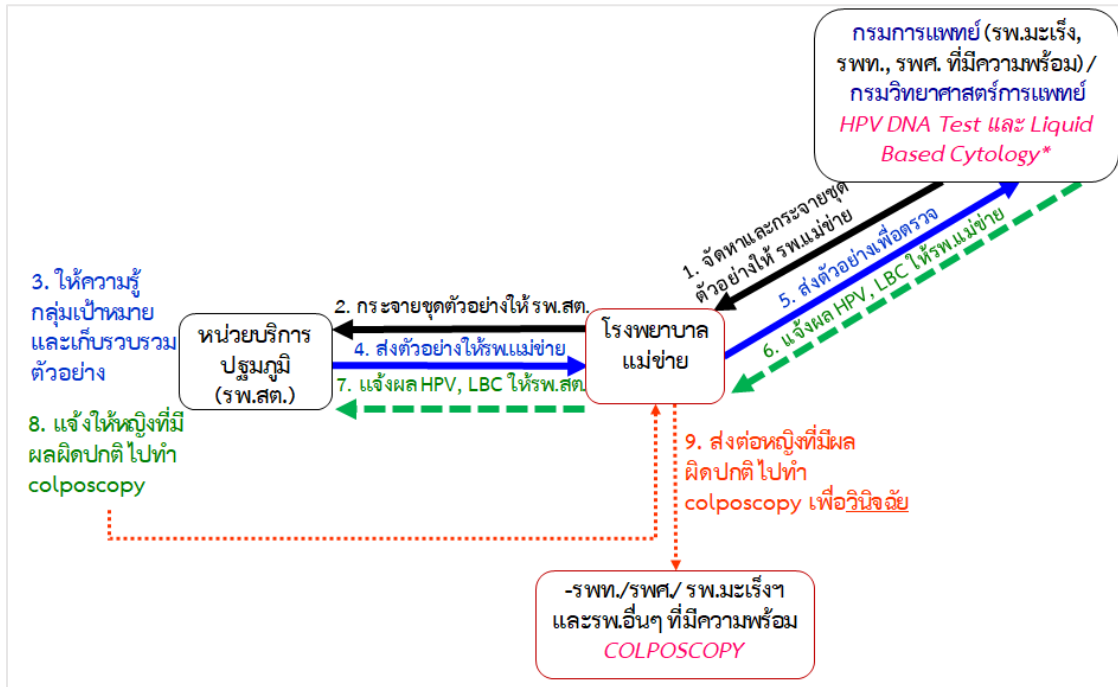 กรมการแพทย์ (รพ.มะเร็ง,
รพท., รพศ. ที่มีความพร้อม) /
กรมวิทยาศาสตร์การแพทย์
HPV DNA Test และ Liquid
Based Cytology*
1. จัดหาและกระจายชุด
ตัวอย่างให้ รพ.แม่ข่าย
5. ส่งตัวอย่างเพื่อตรวจ
6. แจ้งผล HPV, LBC ให้รพ.แม่ข่าย
3. ให้ความรู้
กลุ่มเป้าหมาย
และเก็บรวบรวม
ตัวอย่าง
2. กระจายชุดตัวอย่างให้ รพ.สต.
หน่วยบริการ
ปฐมภูมิ
(รพ.สต.)
4. ส่งตัวอย่างให้รพ.แม่ข่าย
7. แจ้งผล HPV, LBC ให้รพ.สต.
โรงพยาบาล
แม่ข่าย
8. แจ้งให้หญิงที่มี
ผลผิดปกติ ไปทำ
colposcopy
9. ส่งต่อหญิงที่มีผล
ผิดปกติ ไปทำ
colposcopy เพื่อวินิจฉัย
-รพท./รพศ./ รพ.มะเร็งฯ
และรพ.อื่นๆ ที่มีความพร้อม
COLPOSCOPY